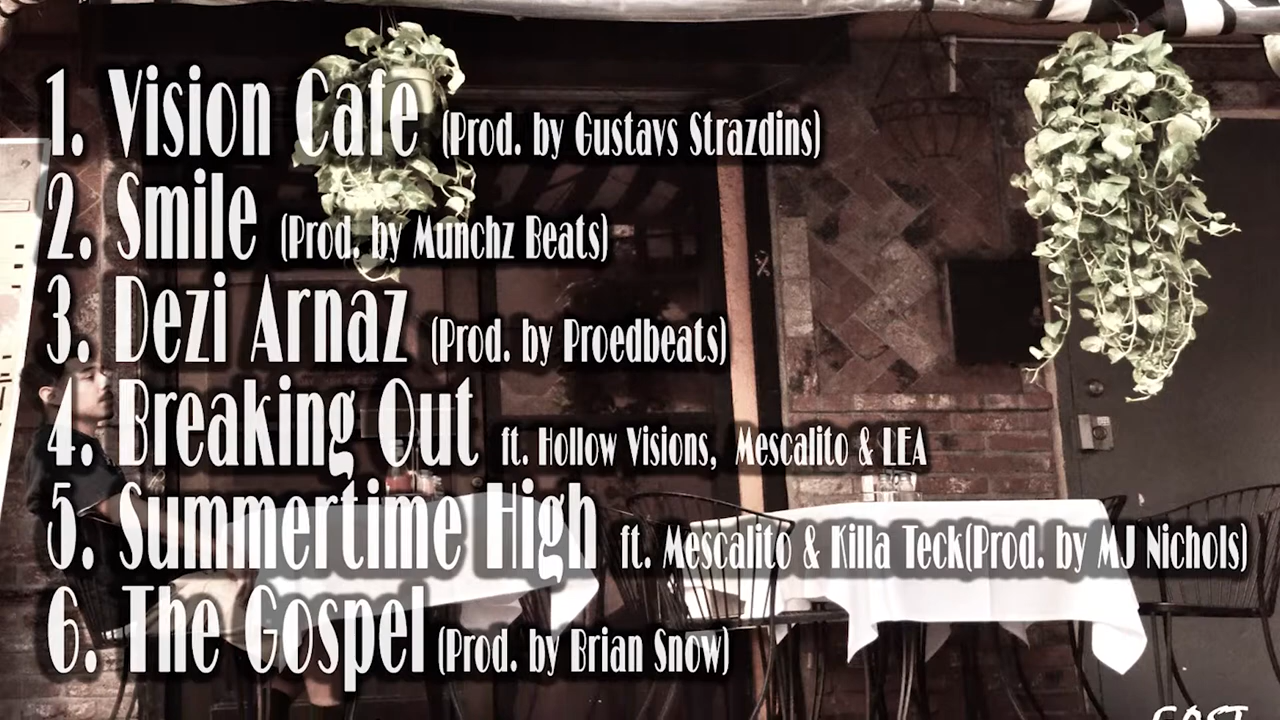 1. Vision Cafe (Prod. by Gustavs Strazdins)
2. Smile (Prod. by Munchz Beats)
3. Dezi Arnaz (Prod. by Proedbeats)
4. Breaking Out ft. Hollow Visions, Mescalito & LEA
5. Summertime High ft. Mescalito & Killa Teck(Prod. by MJ Nichols)
6. The Gospel (Prod. by Brian Snow)